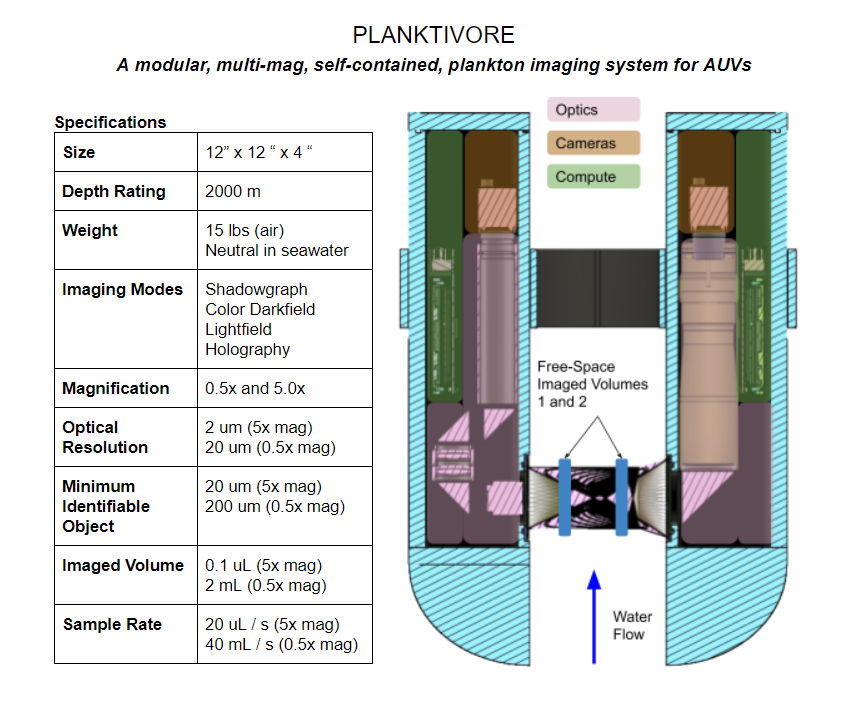 PLANKTIVORE
A modular, multi-mag, self-contained, plankton imaging system for AUVs
Specifications
Size 12” x 12 “ x 4 “
Depth Rating 2000 m
Weight 15 lbs (air)
Neutral in seawater
Imaging Modes Shadowgraph
Color Darkfield
Lightfield
Holography
Magnification 0.5x and 5.0x
Optical 2 um (5x mag)
Resolution 20 um (0.5x mag)
Minimum 20 um (5x mag)
Identifiable 200 um (0.5x mag)
Object
Imaged Volume 0.1 uL (5x mag)
2 mL (0.5x mag)
Sample Rate 20 uL / s (5x mag)
40 mL / s (0.5x mag)
Optics
Cameras
Compute
Free-Space
Imaged Volumes
1 and 2
Water
Flow